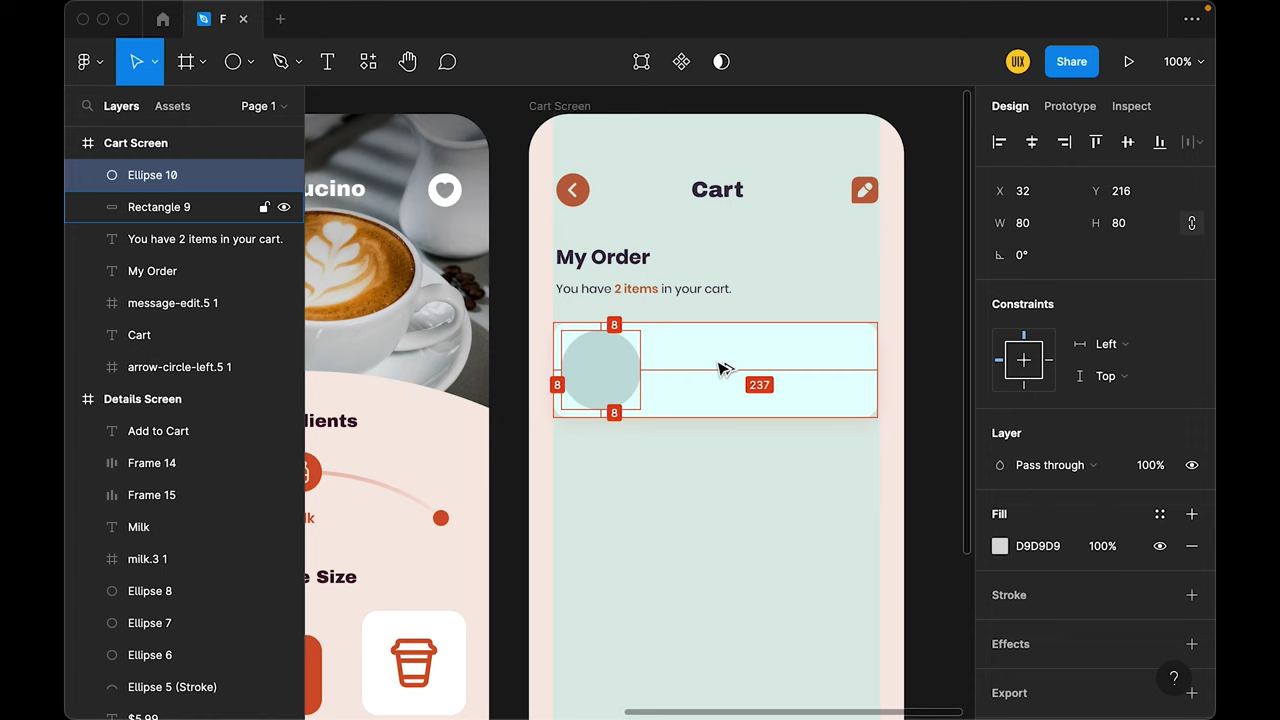 F
UIX
Share
100%
Layers
Assets
Page 1
Cart Screen
Ellipse 10
Rectangle 9
You have 2 items in your cart.
My Order
message-edit.5 1
Cart
arrow-circle-left.5 1
Details Screen
Add to Cart
Frame 14
Frame 15
Milk
milk.3 1
Ellipse 8
Ellipse 7
Ellipse 6
Ellipse 5 (Stroke)
$5.99
Cart Screen
Cart
My Order
You have 2 items in your cart.
8
8
237
8
Design
Prototype
Inspect
X 32
Y 216
W 80
H 80
0°
Constraints
Left
Top
Layer
Pass through
100%
Fill
D9D9D9
100%
Stroke
Effects
?
Export